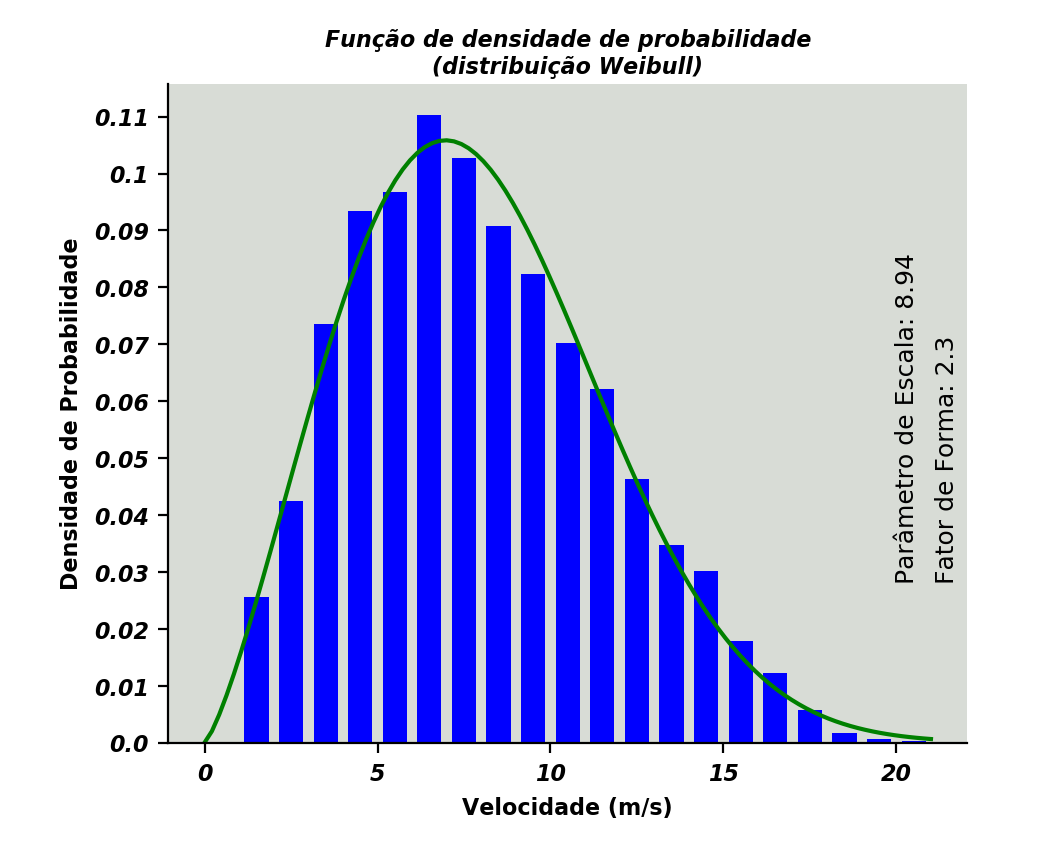 Função de densidade de probabilidade
(distribuição Weibull)
Densidade de Probabilidade
0.11
0.1
0.09
0.08
0.07
0.06
0.05
0.04
0.03
0.02
0.01
0.0
Parâmetro de Escala: 8.94
Fator de Forma: 2.3
0
5
10
15
20
Velocidade (m/s)